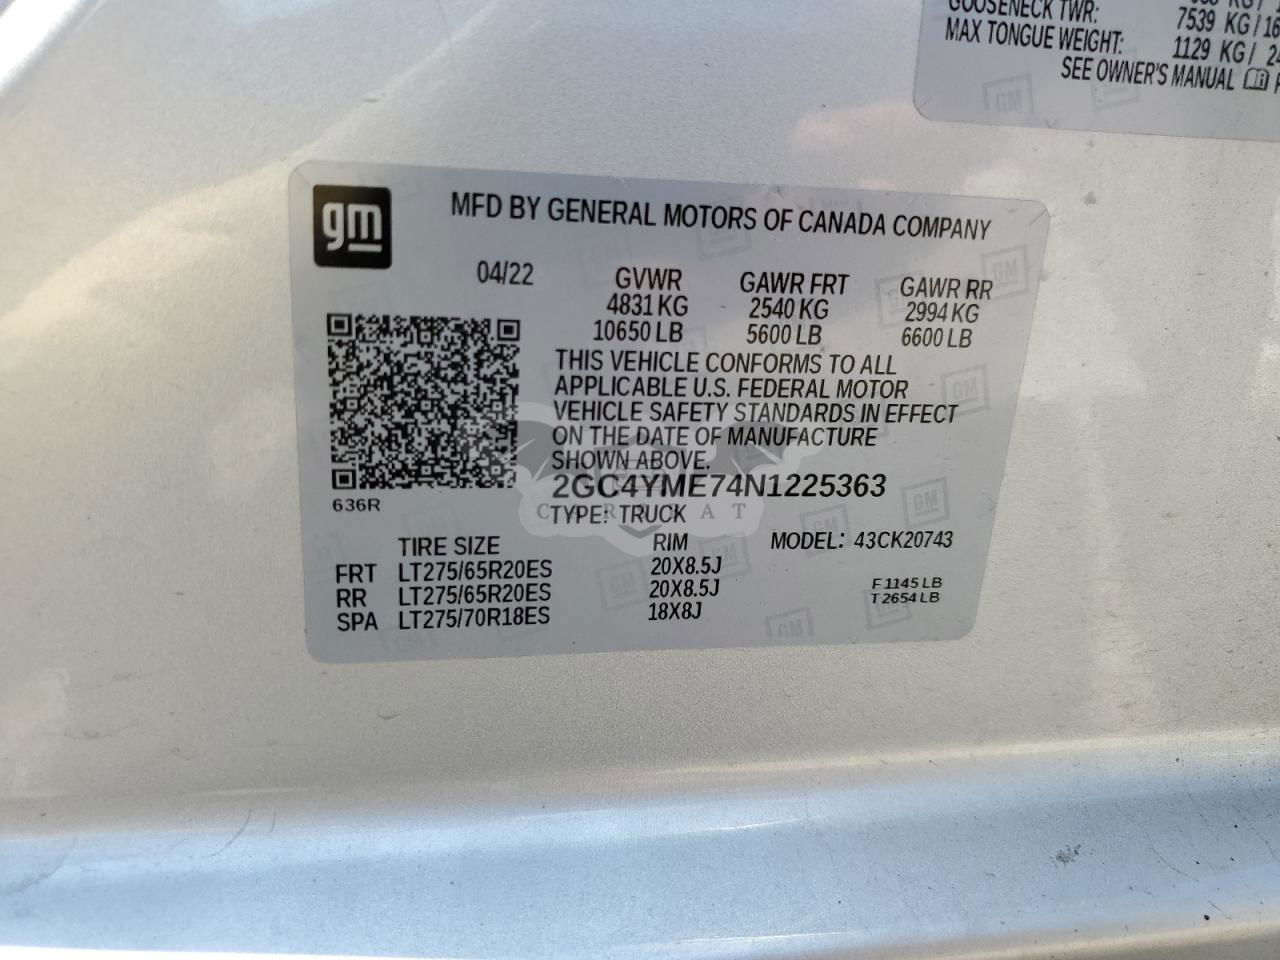 GOOSENECK TWR: 7539 KG/16
MAX TONGUE WEIGHT: 1129 KG/ 24
SEE OWNER'S MANUAL
gm
MFD BY GENERAL MOTORS OF CANADA COMPANY
04/22 GVWR GAWR FRT GAWR RR
4831 KG 2540 KG 2994 KG
10650 LB 5600 LB 6600 LB
THIS VEHICLE CONFORMS TO ALL
APPLICABLE U.S. FEDERAL MOTOR
VEHICLE SAFETY STANDARDS IN EFFECT
ON THE DATE OF MANUFACTURE
SHOWN ABOVE.
2GC4YME74N1225363
636R
TYPE: TRUCK
TIRE SIZE RIM MODEL: 43CK20743
FRT LT275/65R20ES 20X8.5J
RR LT275/65R20ES 20X8.5J
SPA LT275/70R18ES 18X8J
F 1145 LB
T 2654 LB